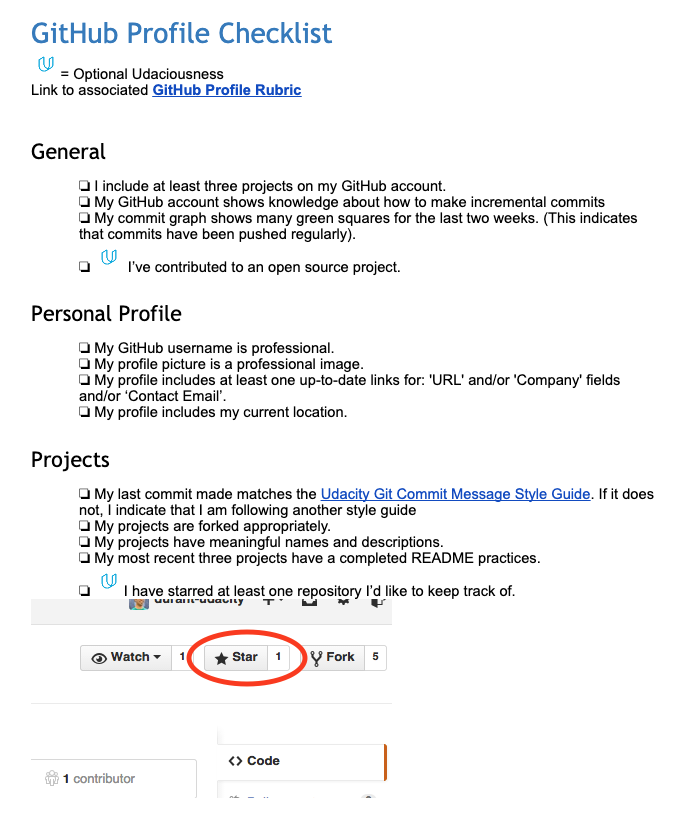 GitHub Profile Checklist
= Optional Udaciousness
Link to associated GitHub Profile Rubric
General
❏ I include at least three projects on my GitHub account.
❏ My GitHub account shows knowledge about how to make incremental commits
❏ My commit graph shows many green squares for the last two weeks. (This indicates
that commits have been pushed regularly).
❏ I've contributed to an open source project.
Personal Profile
❏ My GitHub username is professional.
❏ My profile picture is a professional image.
❏ My profile includes at least one up-to-date links for: 'URL' and/or 'Company' fields
and/or ‘Contact Email’.
❏ My profile includes my current location.
Projects
❏ My last commit made matches the Udacity Git Commit Message Style Guide. If it does
not, I indicate that I am following another style guide
❏ My projects are forked appropriately.
❏ My projects have meaningful names and descriptions.
❏ My most recent three projects have a completed README practices.
❏ I have starred at least one repository I’d like to keep track of.
durant-udacity
Watch 1 Star 1 Fork 5
<> Code
1 contributor